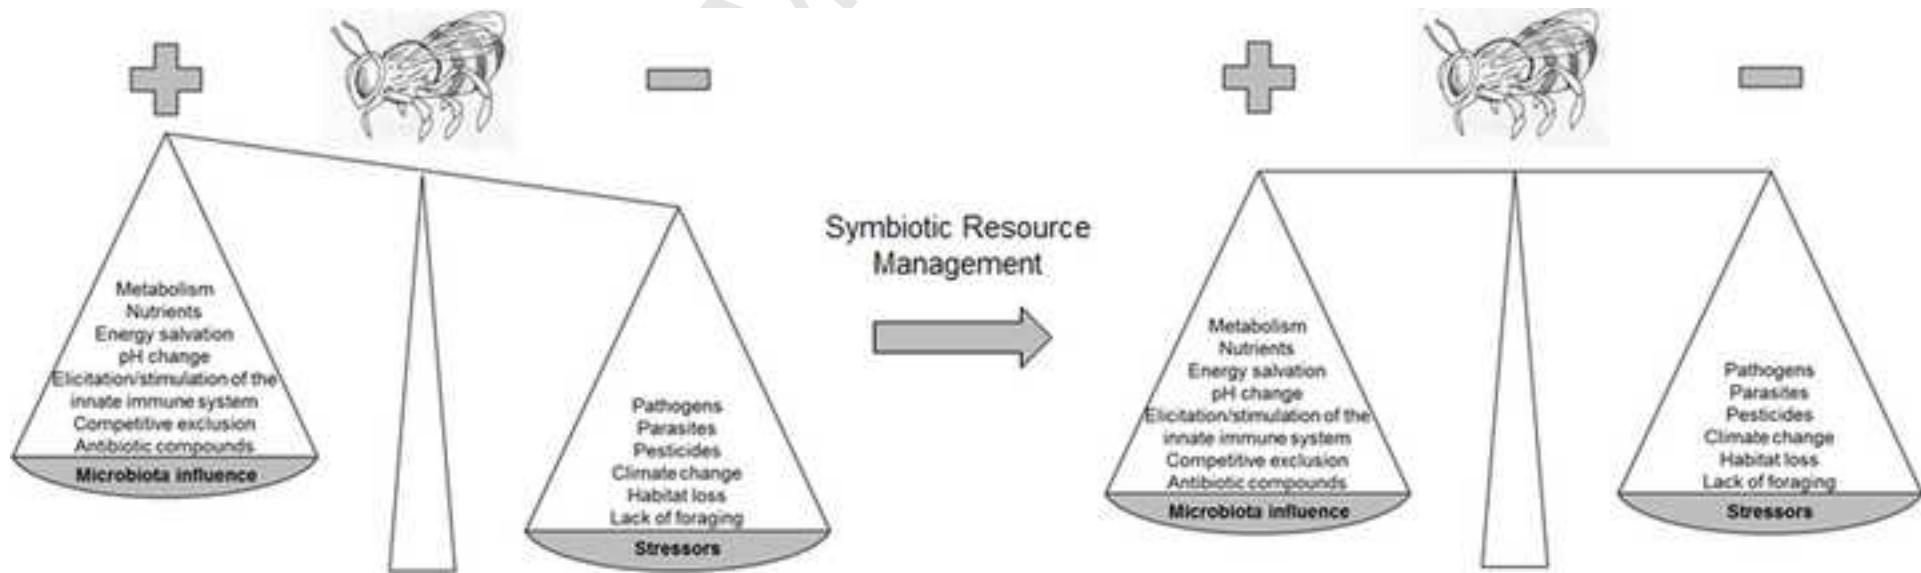 Metabolism
Nutrients
Energy salvation
pH change
Elicitation/stimulation of the
innate immune system
Competitive exclusion
Antibiotic compounds
Microbiota influence
Pathogens
Parasites
Pesticides
Climate change
Habitat loss
Lack of foraging
Stressors
Symbiotic Resource
Management
Metabolism
Nutrients
Energy salvation
pH change
Elicitation/stimulation of the
innate immune system
Competitive exclusion
Antibiotic compounds
Microbiota influence
Pathogens
Parasites
Pesticides
Climate change
Habitat loss
Lack of foraging
Stressors